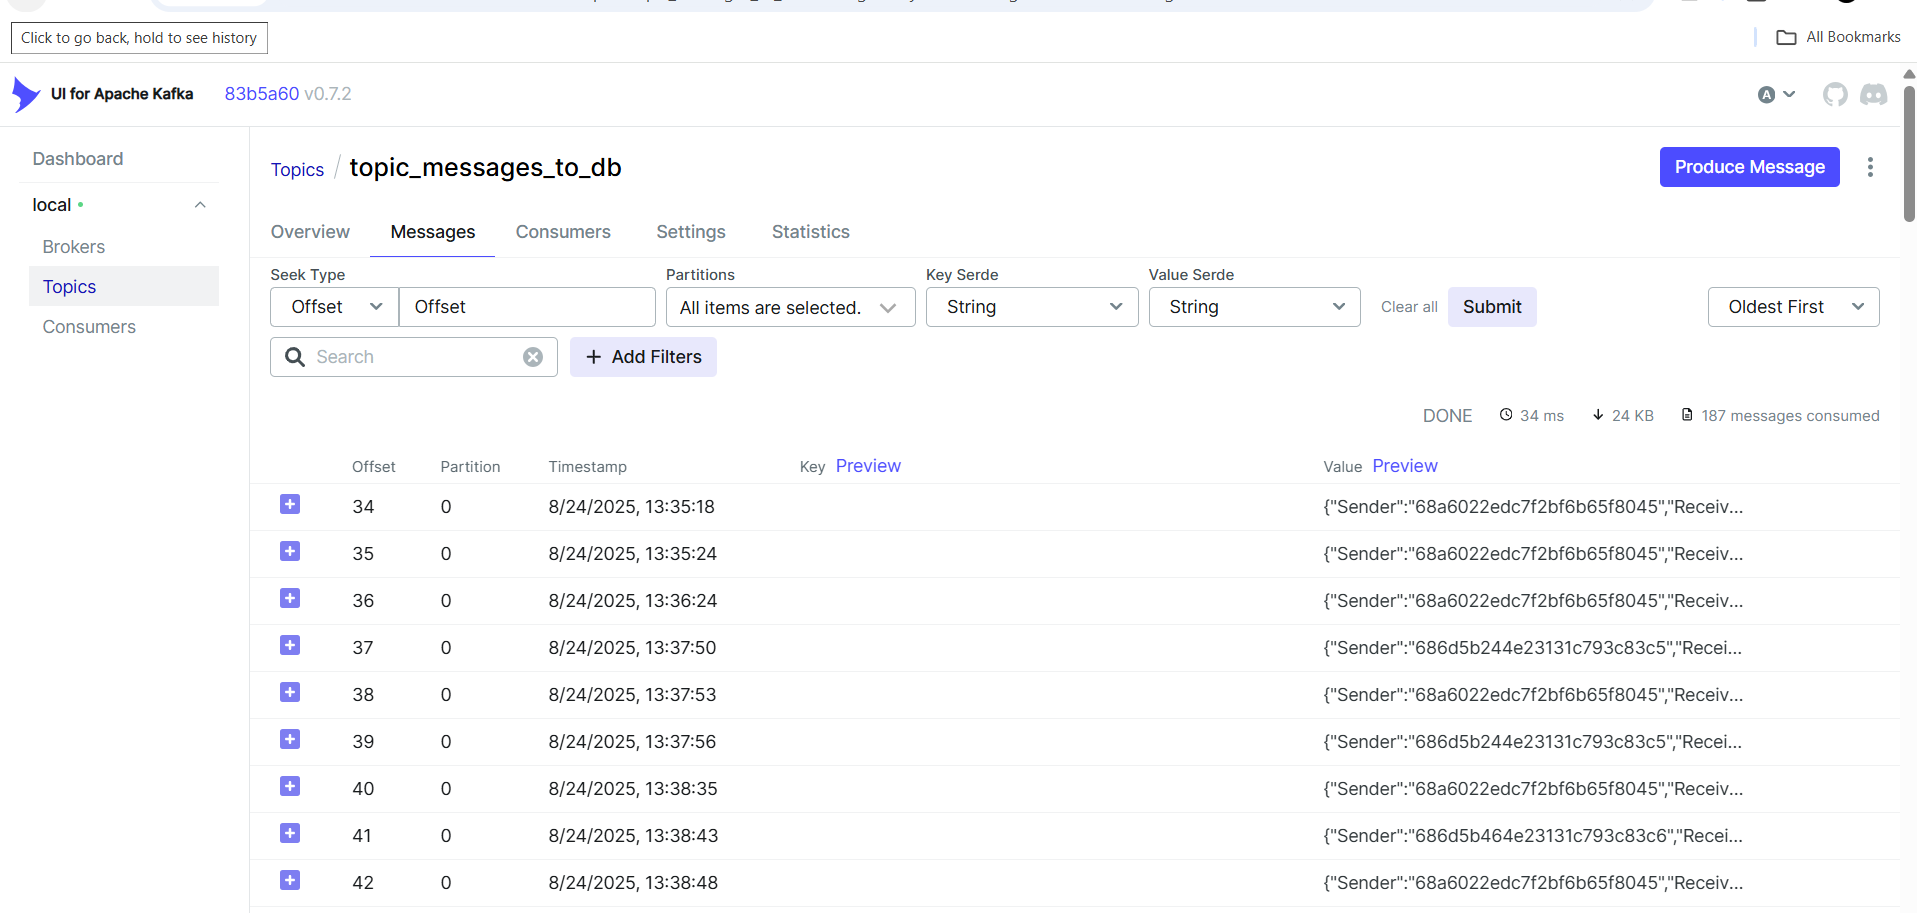 Click to go back, hold to see history
All Bookmarks
UI for Apache Kafka 83b5a60 v0.7.2
A
Dashboard
local
Brokers
Topics
Consumers
Topics / topic_messages_to_db
Produce Message
Overview Messages Consumers Settings Statistics
Seek Type Partitions Key Serde Value Serde
Offset Offset All items are selected. String String Clear all Submit Oldest First
Search + Add Filters
DONE 34 ms 24 KB 187 messages consumed
Offset Partition Timestamp Key Preview Value Preview
34 0 8/24/2025, 13:35:18 {"Sender":"68a6022edc7f2bf6b65f8045","Receiv...
35 0 8/24/2025, 13:35:24 {"Sender":"68a6022edc7f2bf6b65f8045","Receiv...
36 0 8/24/2025, 13:36:24 {"Sender":"68a6022edc7f2bf6b65f8045","Receiv...
37 0 8/24/2025, 13:37:50 {"Sender":"686d5b244e23131c793c83c5","Recei...
38 0 8/24/2025, 13:37:53 {"Sender":"68a6022edc7f2bf6b65f8045","Receiv...
39 0 8/24/2025, 13:37:56 {"Sender":"686d5b244e23131c793c83c5","Recei...
40 0 8/24/2025, 13:38:35 {"Sender":"68a6022edc7f2bf6b65f8045","Receiv...
41 0 8/24/2025, 13:38:43 {"Sender":"686d5b464e23131c793c83c6","Recei...
42 0 8/24/2025, 13:38:48 {"Sender":"68a6022edc7f2bf6b65f8045","Receiv...